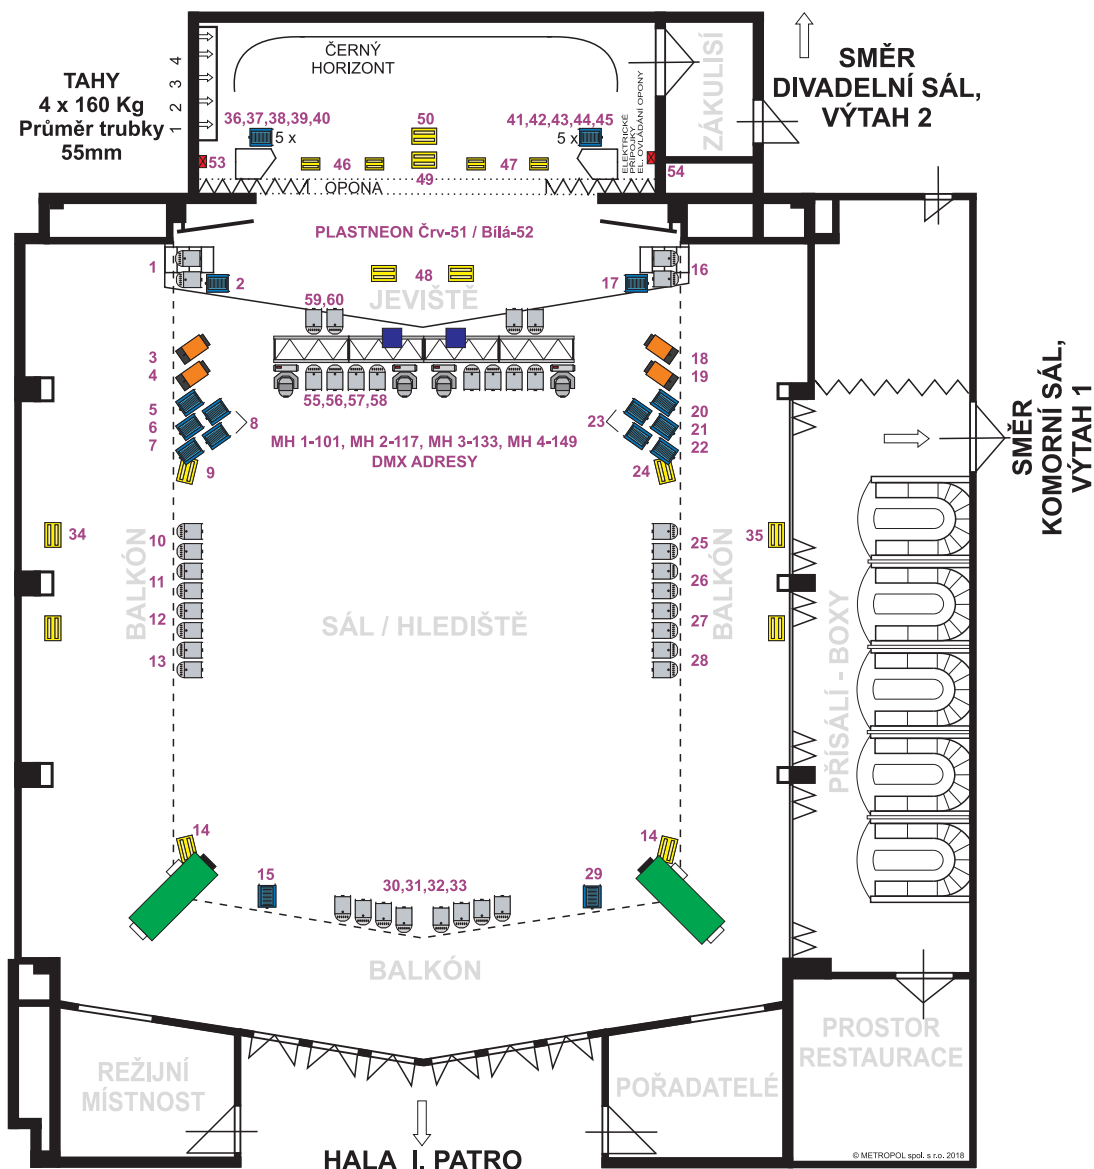 ČERNÝ
HORIZONT
TAHY
4 x 160 Kg
Průměr trubky
55mm
1 2 3 4
36,37,38,39,40
5 x
50
41,42,43,44,45
5 x
ELEKTRICKÉ
PŘÍPOJKY
EL. OVLÁDÁNÍ OPONY
ZÁKULISÍ
SMĚR
DIVADELNÍ SÁL,
VÝTAH 2
53
46
49
47
54
OPONA
PLASTNEON Črv-51 / Bílá-52
1
2
48
17
16
JEVIŠTĚ
59,60
3
4
5
6
7
8
9
18
19
20
21
22
23
24
55,56,57,58
MH 1-101, MH 2-117, MH 3-133, MH 4-149
DMX ADRESY
SMĚR
KOMORNÍ SÁL,
VÝTAH 1
34
10
11
12
13
BALKÓN
SÁL / HLEDIŠTĚ
25
26
27
28
BALKÓN
35
PŘÍSÁLÍ - BOXY
14
14
15
30,31,32,33
29
BALKÓN
REŽIJNÍ
MÍSTNOST
POŘADATELÉ
PROSTOR
RESTAURACE
HALA I. PATRO
© METROPOL spol. s r.o. 2018